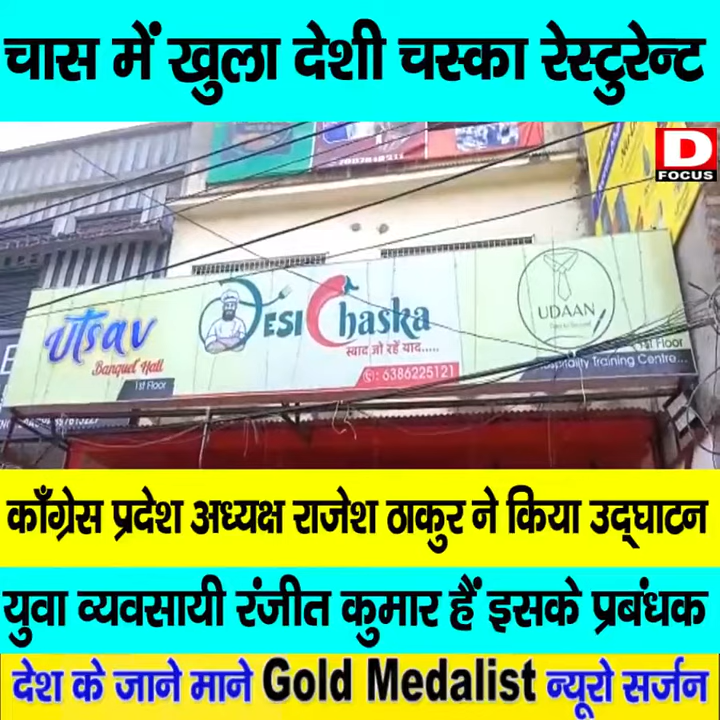 चास में खुला देशी चस्का रेस्टुरेन्ट
D
FOCUS
utsav
Banquet Hall
1st Floor
DESI Chaska
स्वाद जो रहें याद.....
: 6386225121
UDAAN
1st Floor
Hospitality Training Centre...
काँग्रेस प्रदेश अध्यक्ष राजेश ठाकुर ने किया उद्घाटन
युवा व्यवसायी रंजीत कुमार हैं इसके प्रबंधक
देश के जाने माने Gold Medalist न्यूरो सर्जन